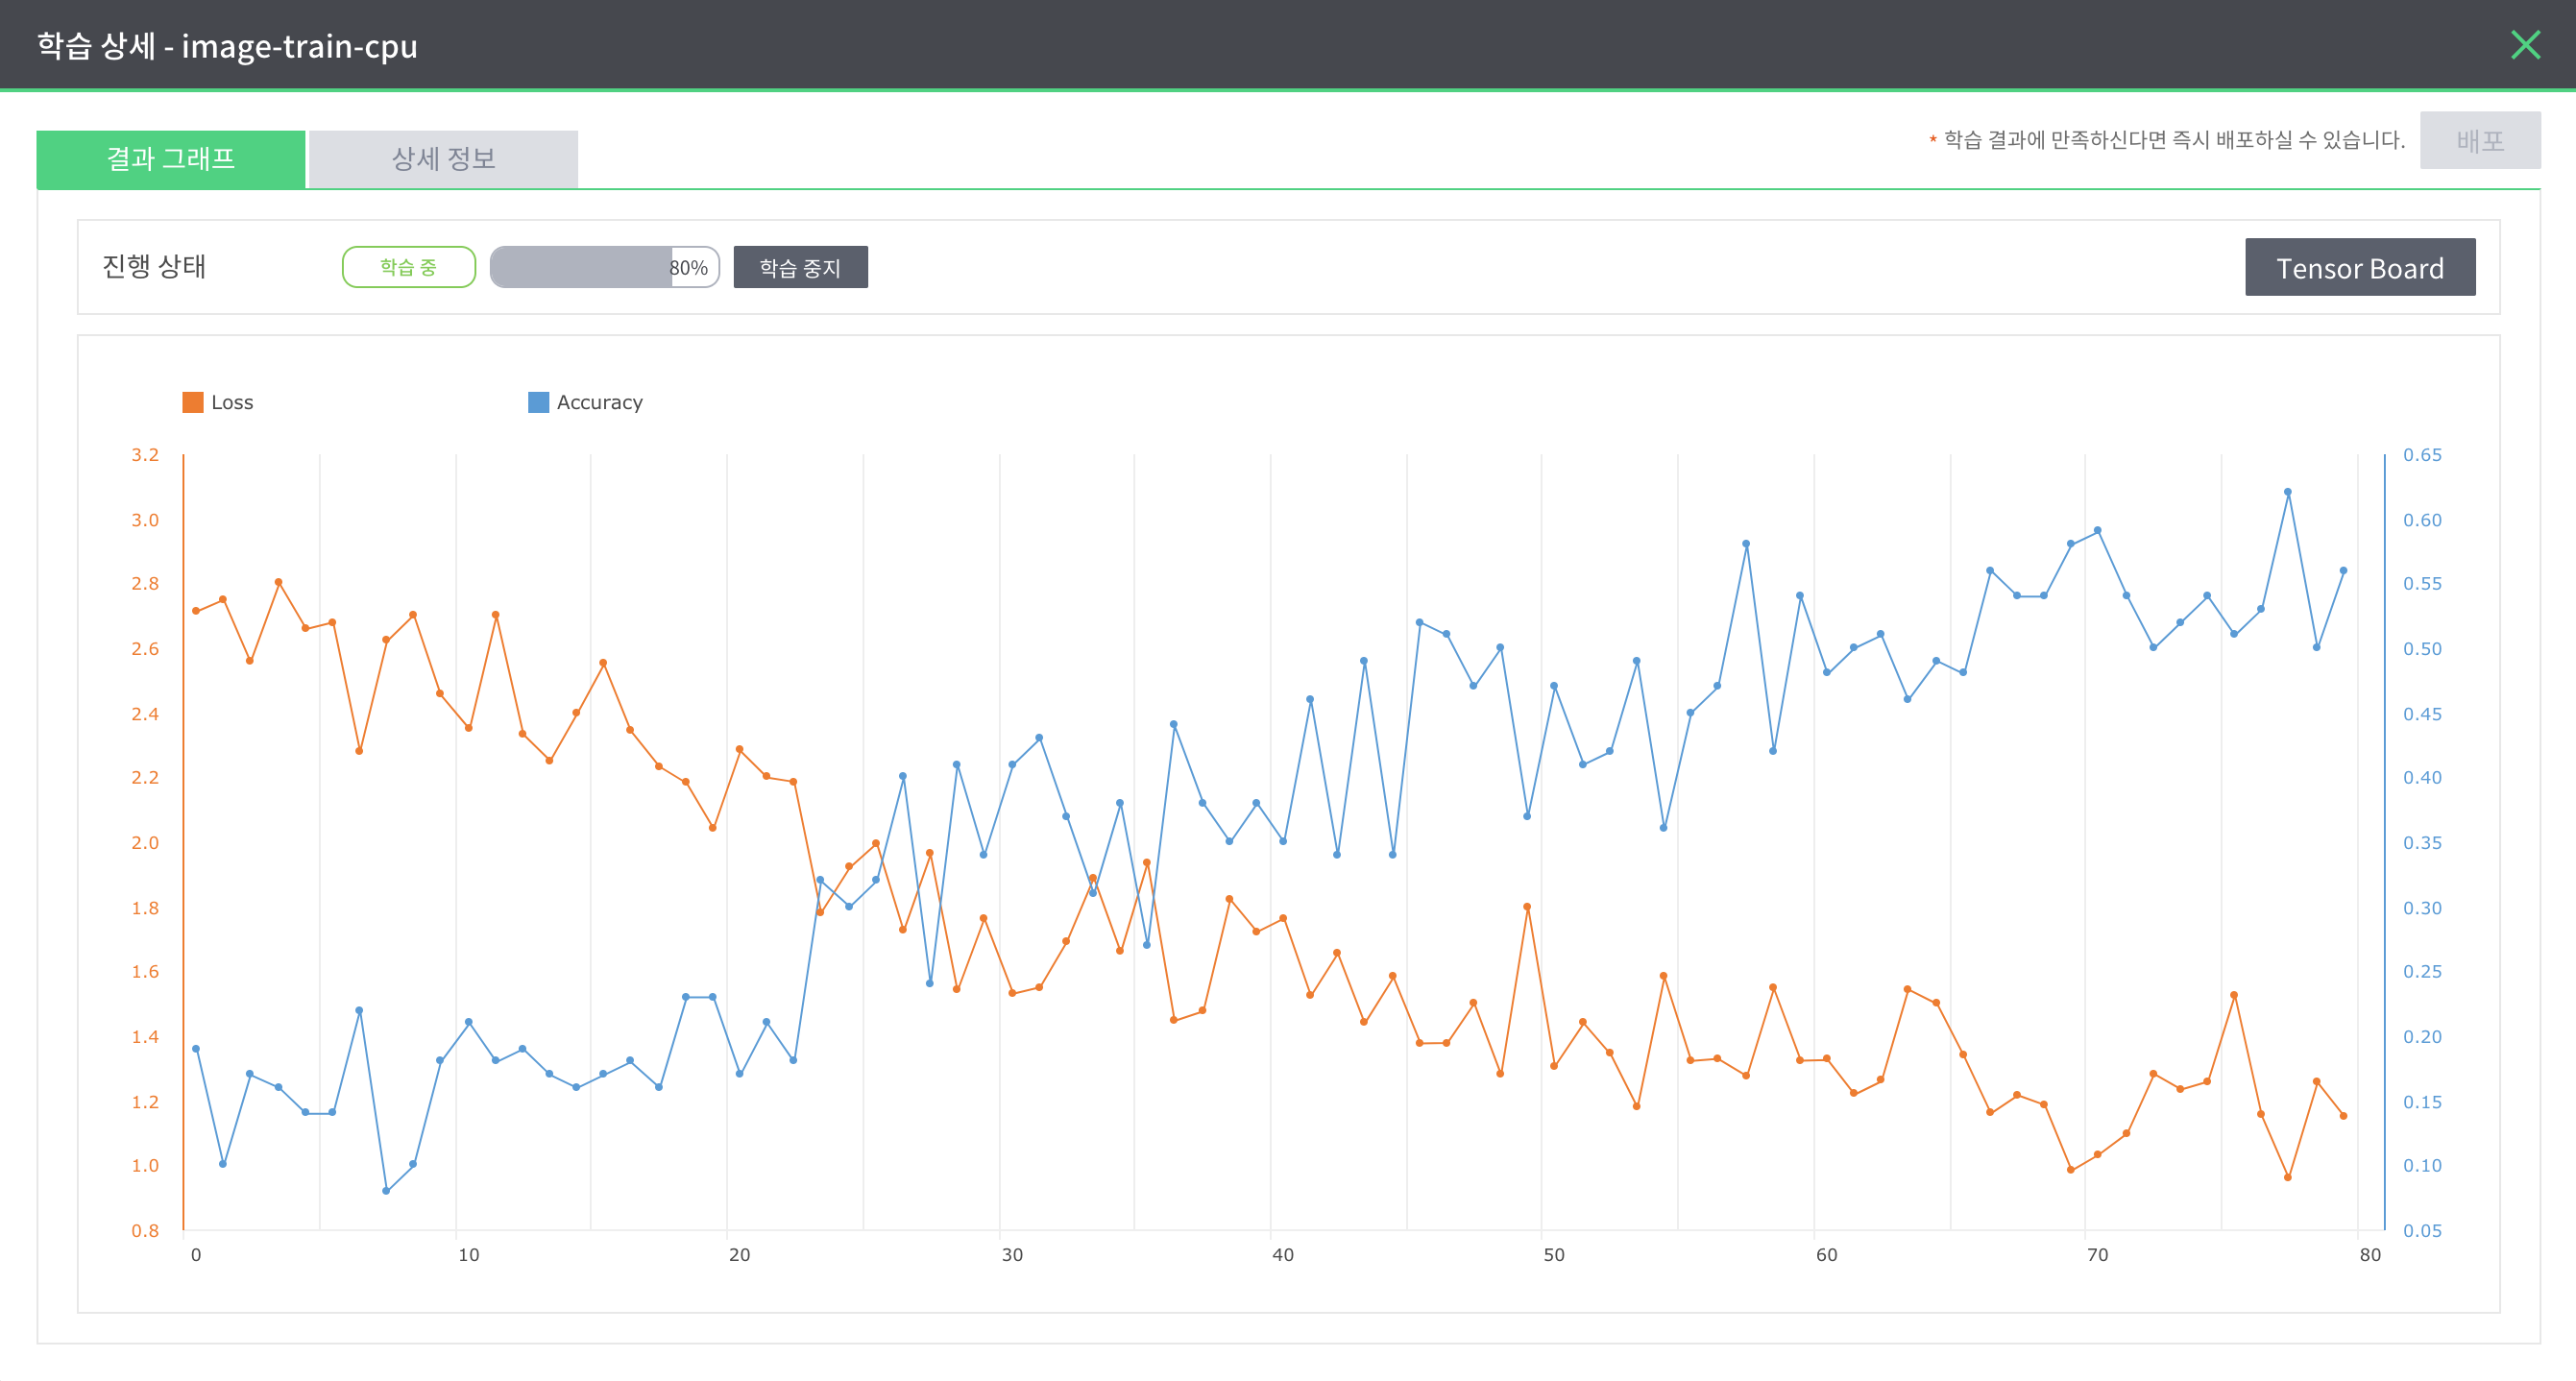 학습 상세 - image-train-cpu
결과 그래프
상세 정보
* 학습 결과에 만족하신다면 즉시 배포하실 수 있습니다.
배포
진행 상태
학습 중
80%
학습 중지
Tensor Board
Loss
Accuracy
3.2
3.0
2.8
2.6
2.4
2.2
2.0
1.8
1.6
1.4
1.2
1.0
0.8
0.65
0.60
0.55
0.50
0.45
0.40
0.35
0.30
0.25
0.20
0.15
0.10
0.05
0 10 20 30 40 50 60 70 80